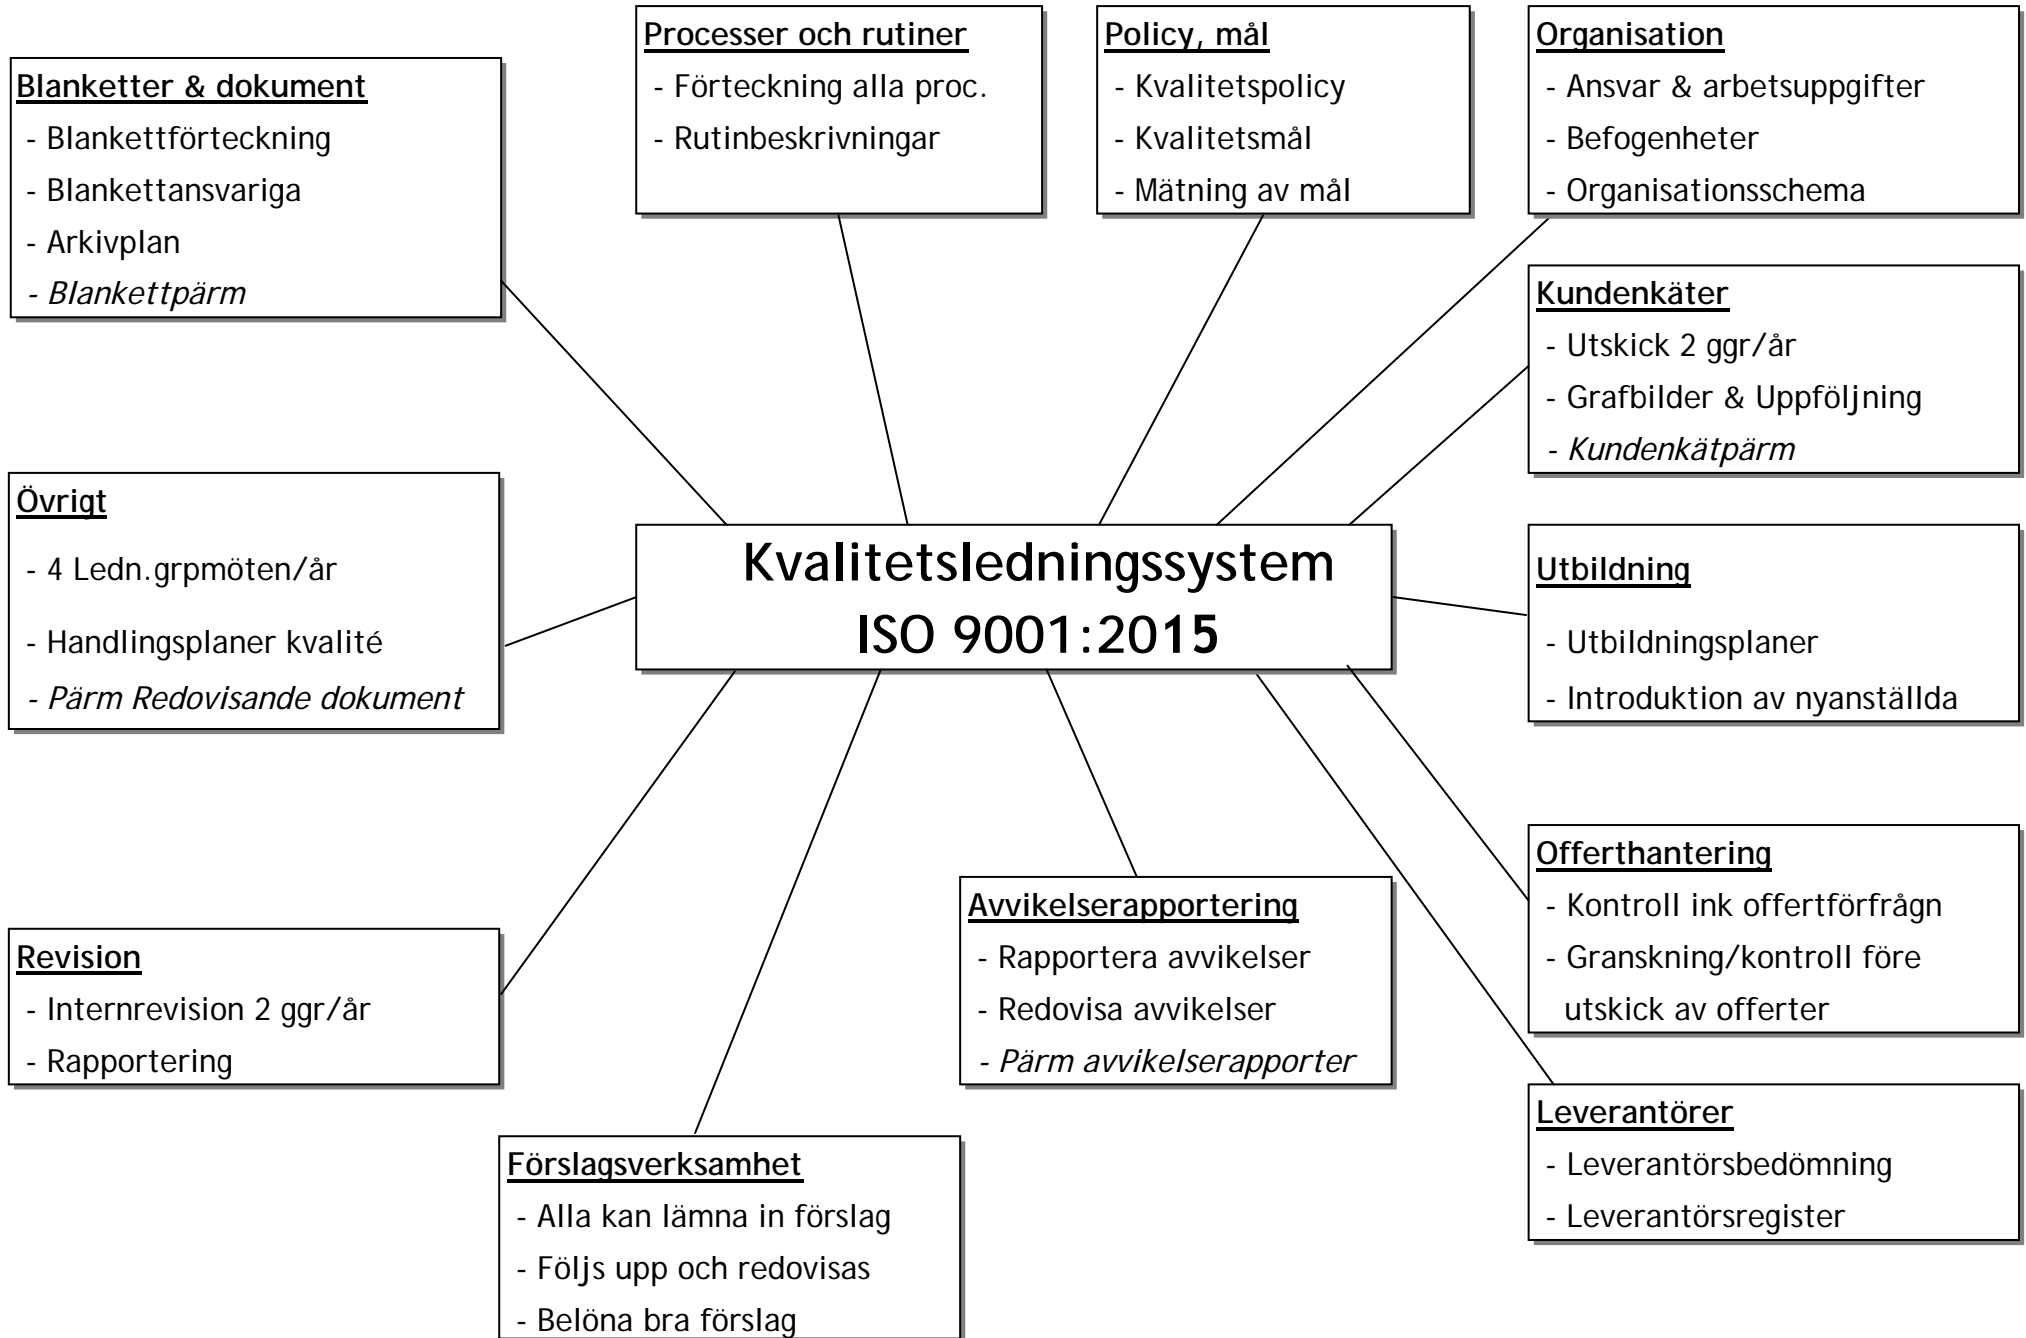 Processer och rutiner
- Förteckning alla proc.
- Rutinbeskrivningar
Policy, mål
- Kvalitetspolicy
- Kvalitetsmål
- Mätning av mål
Organisation
- Ansvar & arbetsuppgifter
- Befogenheter
- Organisationsschema
Blanketter & dokument
- Blankettförteckning
- Blankettansvariga
- Arkivplan
- Blankettpärm
Kundenkäter
- Utskick 2 ggr/år
- Grafbilder & Uppföljning
- Kundenkätpärm
Övrigt
- 4 Ledn.grpmöten/år
- Handlingsplaner kvalité
- Pärm Redovisande dokument
Kvalitetsledningssystem
ISO 9001:2015
Utbildning
- Utbildningsplaner
- Introduktion av nyanställda
Offerthantering
- Kontroll ink offertförfrågn
- Granskning/kontroll före
utskick av offerter
Avvikelserapportering
- Rapportera avvikelser
- Redovisa avvikelser
- Pärm avvikelserapporter
Revision
- Internrevision 2 ggr/år
- Rapportering
Leverantörer
- Leverantörsbedömning
- Leverantörsregister
Förslagsverksamhet
- Alla kan lämna in förslag
- Följs upp och redovisas
- Belöna bra förslag